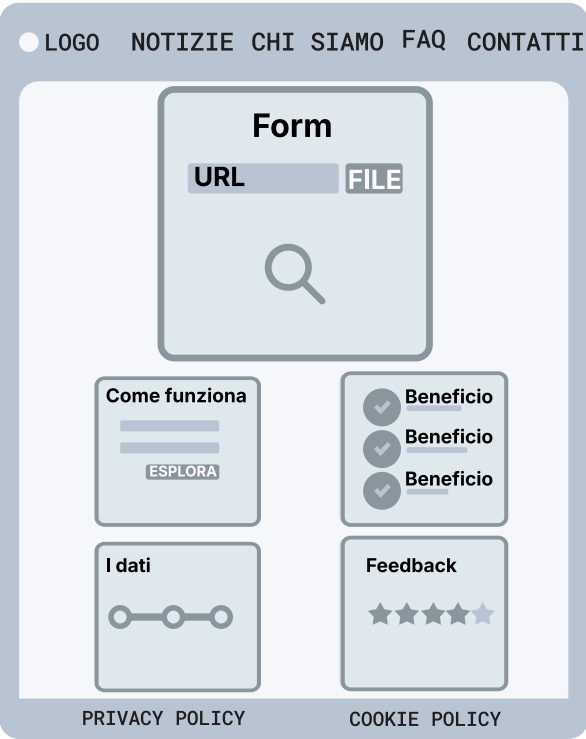 LOGO NOTIZIE CHI SIAMO FAQ CONTATTI
Form
URL FILE
Come funziona
ESPLORA
Beneficio
Beneficio
Beneficio
I dati
Feedback
PRIVACY POLICY COOKIE POLICY